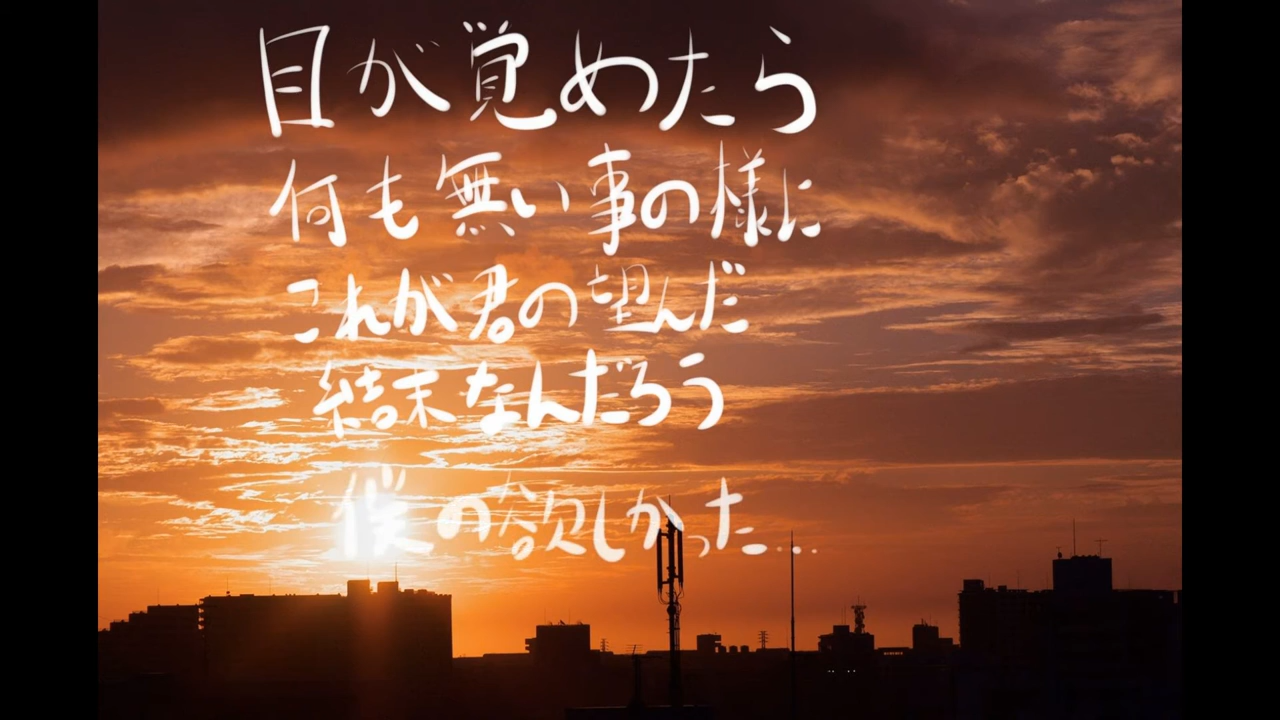 目が覚めたら
何も無い事の様に
これが君の望んだ
結末なんだろう
僕の欲しかった...